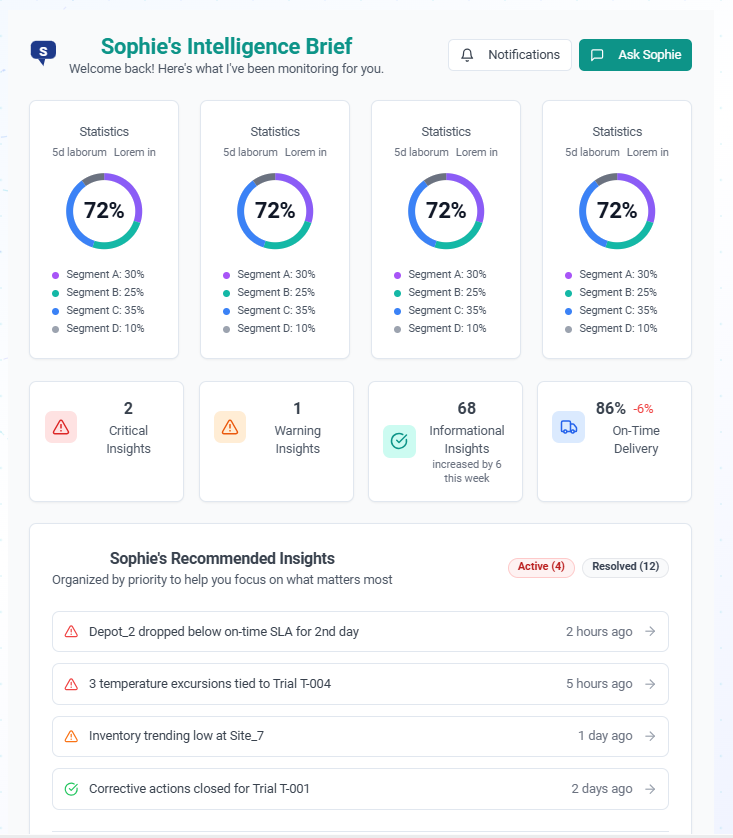 s
Sophie's Intelligence Brief
Welcome back! Here's what I've been monitoring for you.
Notifications
Ask Sophie
Statistics
5d laborum Lorem in
72%
Segment A: 30%
Segment B: 25%
Segment C: 35%
Segment D: 10%
Statistics
5d laborum Lorem in
72%
Segment A: 30%
Segment B: 25%
Segment C: 35%
Segment D: 10%
Statistics
5d laborum Lorem in
72%
Segment A: 30%
Segment B: 25%
Segment C: 35%
Segment D: 10%
Statistics
5d laborum Lorem in
72%
Segment A: 30%
Segment B: 25%
Segment C: 35%
Segment D: 10%
2
Critical
Insights
1
Warning
Insights
68
Informational
Insights
increased by 6
this week
86% -6%
On-Time
Delivery
Sophie's Recommended Insights
Organized by priority to help you focus on what matters most
Active (4)
Resolved (12)
Depot_2 dropped below on-time SLA for 2nd day
2 hours ago
3 temperature excursions tied to Trial T-004
5 hours ago
Inventory trending low at Site_7
1 day ago
Corrective actions closed for Trial T-001
2 days ago